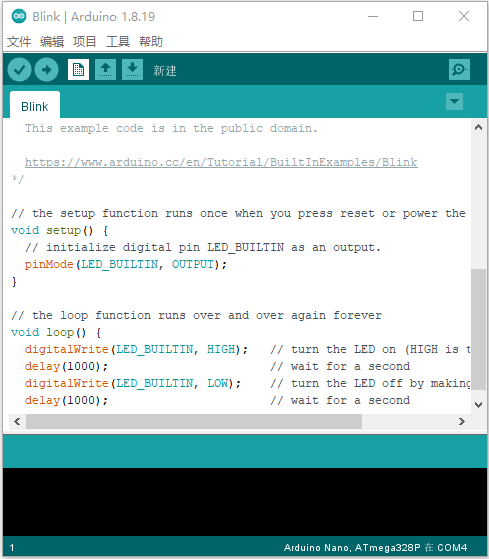 Blink | Arduino 1.8.19
文件 编辑 项目 工具 帮助
新建
Blink
This example code is in the public domain.
https://www.arduino.cc/en/Tutorial/BuiltInExamples/Blink
*/
// the setup function runs once when you press reset or power the
void setup() {
// initialize digital pin LED_BUILTIN as an output.
pinMode(LED_BUILTIN, OUTPUT);
}
// the loop function runs over and over again forever
void loop() {
digitalWrite(LED_BUILTIN, HIGH);   // turn the LED on (HIGH is t
delay(1000);                       // wait for a second
digitalWrite(LED_BUILTIN, LOW);    // turn the LED off by making
delay(1000);                       // wait for a second
1 Arduino Nano, ATmega328P 在 COM4